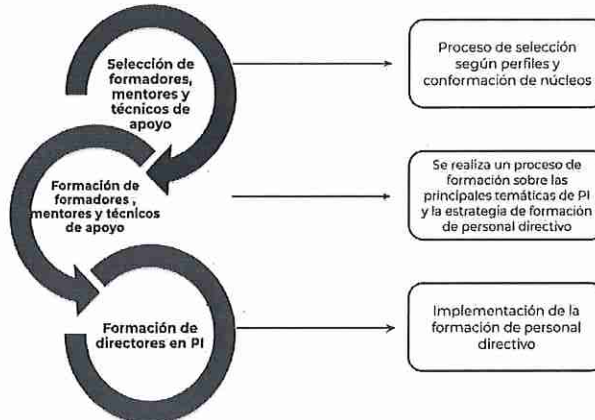 Selección de
formadores,
mentores y
técnicos de
apoyo
Proceso de selección
según perfiles y
conformación de núcleos
Formación de
formadores ,
mentores y técnicos
de apoyo
Se realiza un proceso de
formación sobre las
principales temáticas de PI
y la estrategia de formación
de personal directivo
Formación de
directores en PI
Implementación de la
formación de personal
directivo